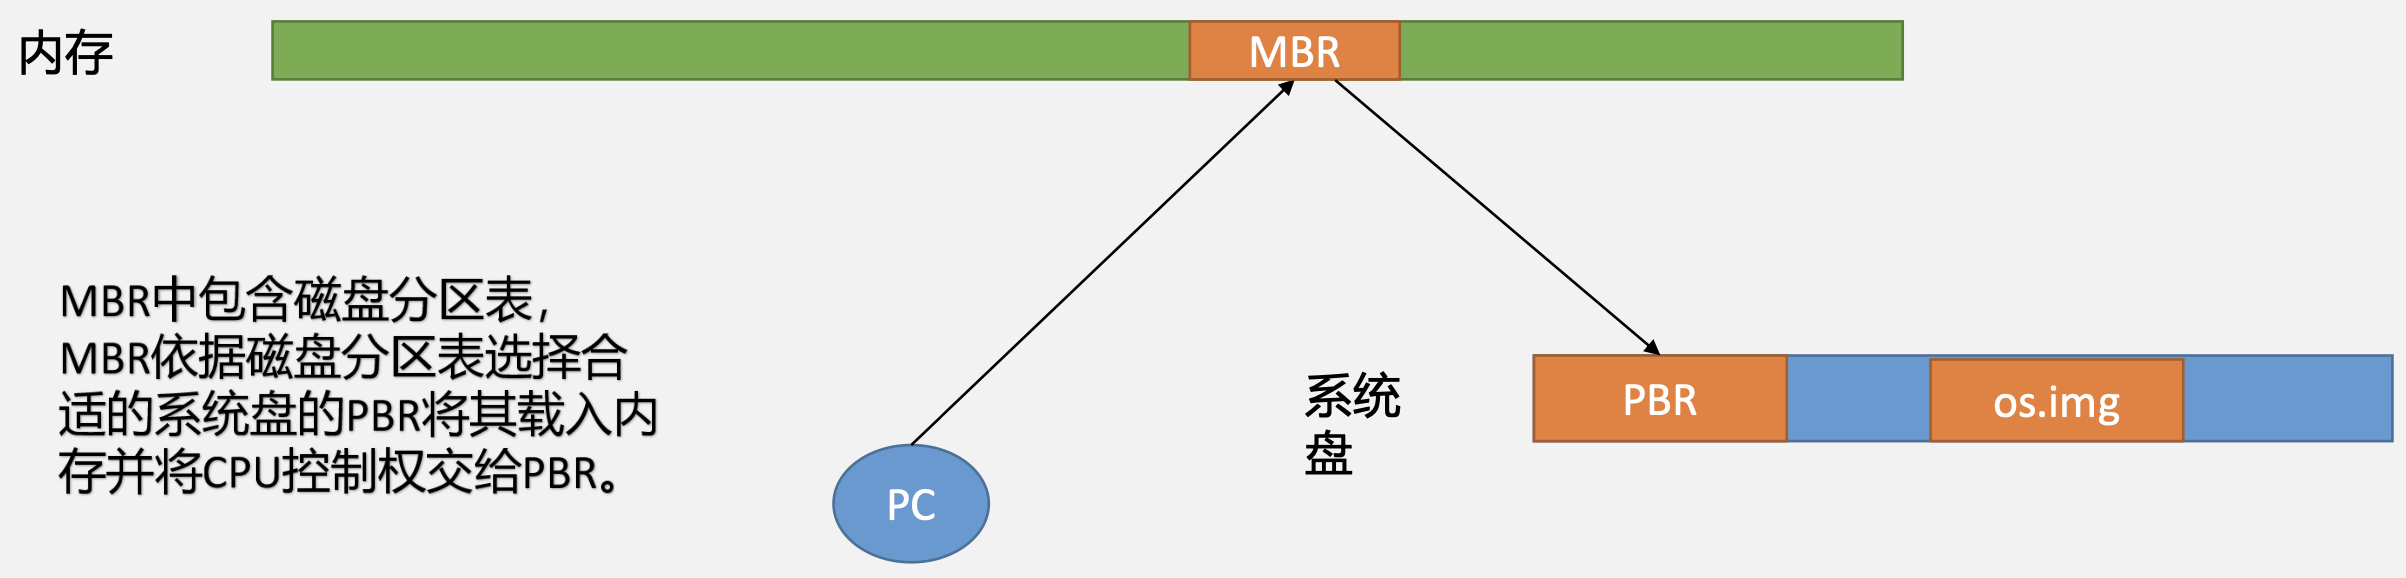 内存
MBR
MBR中包含磁盘分区表，
MBR依据磁盘分区表选择合
适的系统盘的PBR将其载入内
存并将CPU控制权交给PBR。
PC
系统
盘
PBR
os.img